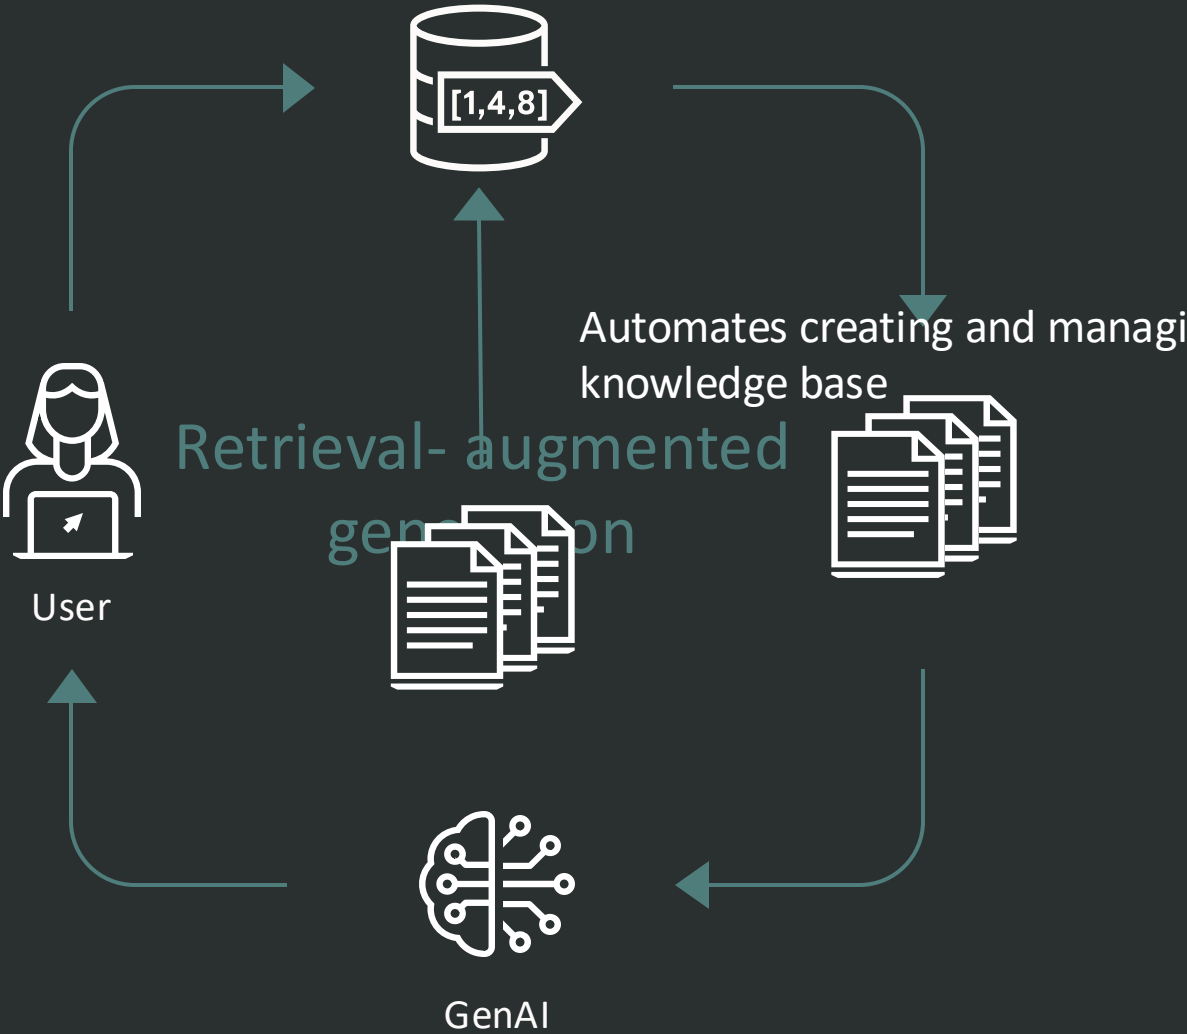 [1,4,8]
Automates creating and managi
knowledge base
Retrieval- augmented
User
GenAI